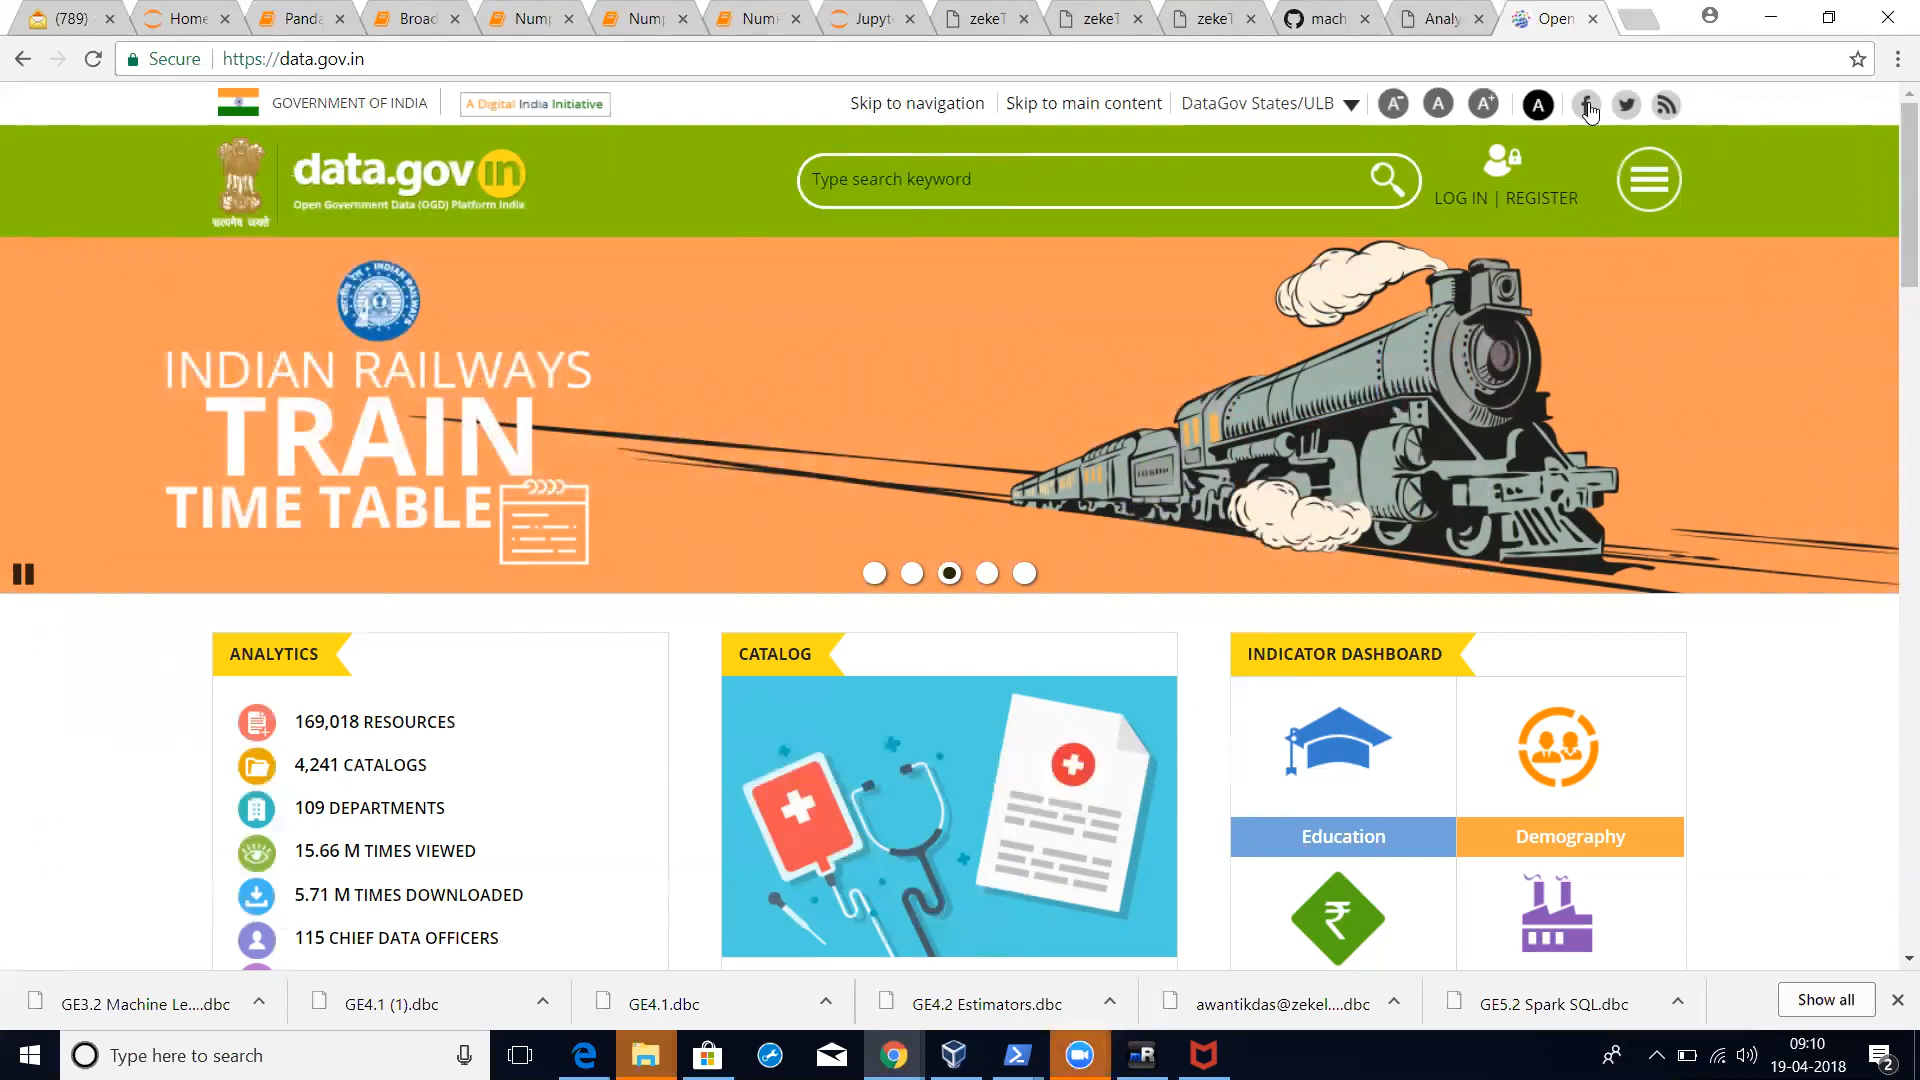 (789)
Home
Panda
Broad
Nump
Nump
Num
Jupyt
zekeT
zekeT
zekeT
mach
Analy
Open
Secure
https://data.gov.in
GOVERNMENT OF INDIA
A Digital India Initiative
Skip to navigation
Skip to main content
DataGov States/ULB
A-
A
A+
A
data.gov in
Open Government Data (OGD) Platform India
सत्यमेव जयते
Type search keyword
LOG IN | REGISTER
INDIAN RAILWAYS
TRAIN
TIME TABLE
ANALYTICS
169,018 RESOURCES
4,241 CATALOGS
109 DEPARTMENTS
15.66 M TIMES VIEWED
5.71 M TIMES DOWNLOADED
115 CHIEF DATA OFFICERS
CATALOG
INDICATOR DASHBOARD
Education
Demography
₹
GE3.2 Machine Le....dbc
GE4.1 (1).dbc
GE4.1.dbc
GE4.2 Estimators.dbc
awantikdas@zekel....dbc
GE5.2 Spark SQL.dbc
Show all
Type here to search
09:10
19-04-2018
2